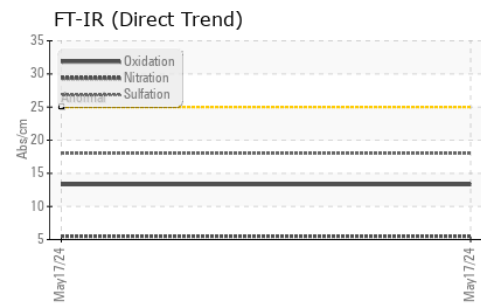 FT-IR (Direct Trend)
35
30
25
20
15
10
5
Abs/cm
Oxidation
Nitration
Sulfation
Abnormal
May17/24
May17/24